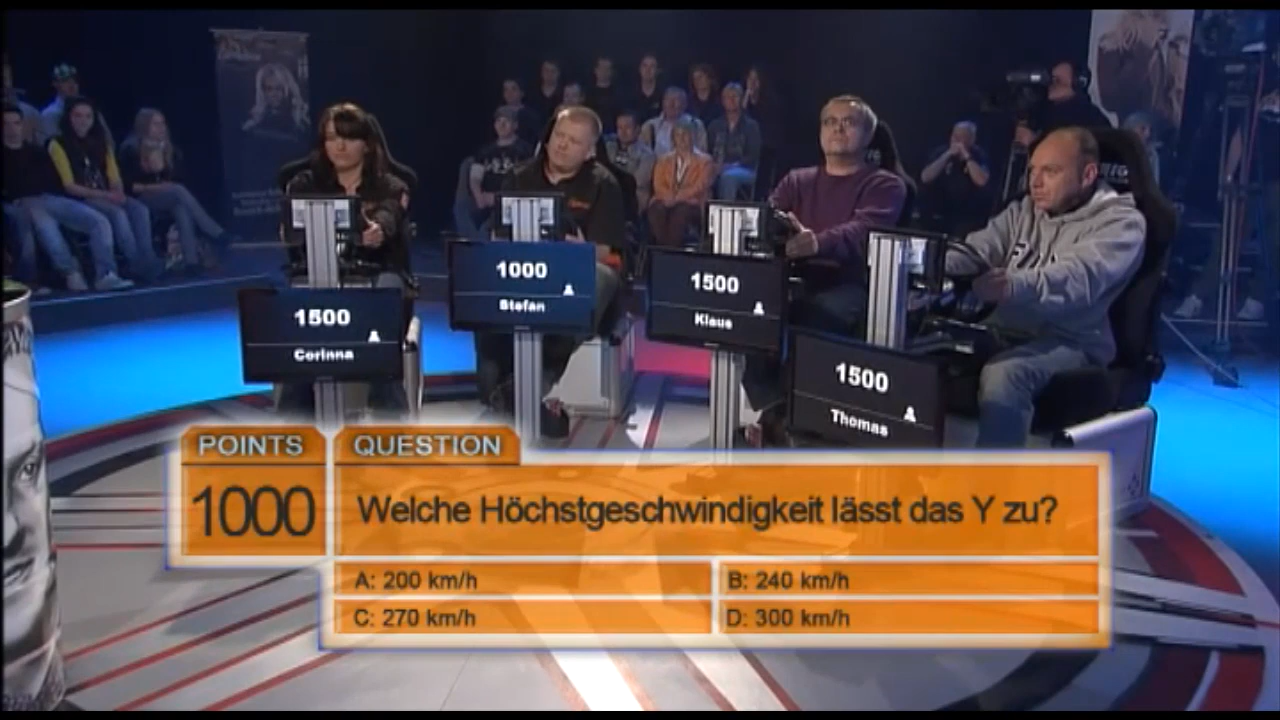 1500
Corinna
1000
Stefan
1500
Klaus
1500
Thomas
POINTS
QUESTION
1000
Welche Höchstgeschwindigkeit lässt das Y zu?
A: 200 km/h
B: 240 km/h
C: 270 km/h
D: 300 km/h